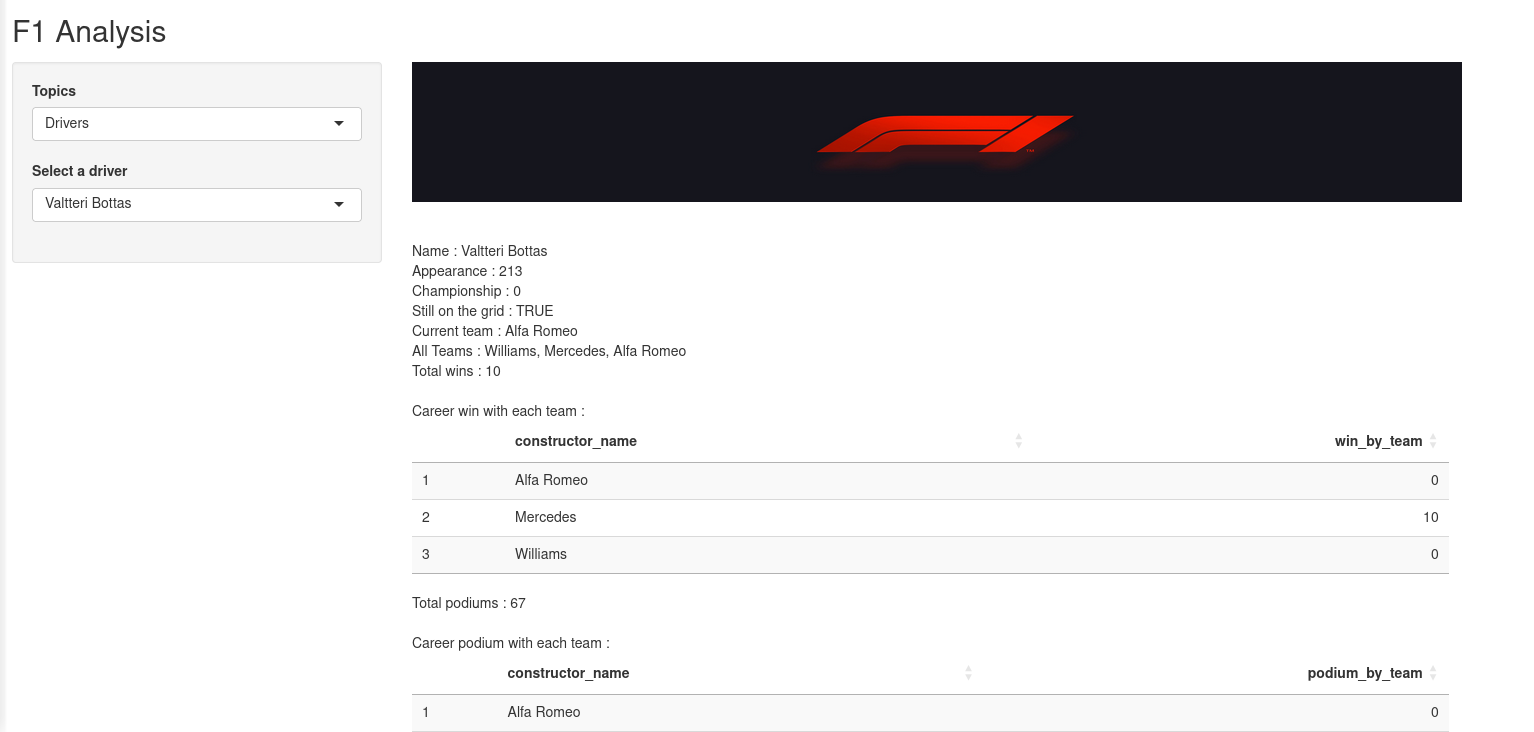 F1 Analysis
Topics
Drivers
Select a driver
Valtteri Bottas
F1
™
Name : Valtteri Bottas
Appearance : 213
Championship : 0
Still on the grid : TRUE
Current team : Alfa Romeo
All Teams : Williams, Mercedes, Alfa Romeo
Total wins : 10
Career win with each team :
constructor_name win_by_team
1 Alfa Romeo 0
2 Mercedes 10
3 Williams 0
Total podiums : 67
Career podium with each team :
constructor_name podium_by_team
1 Alfa Romeo 0